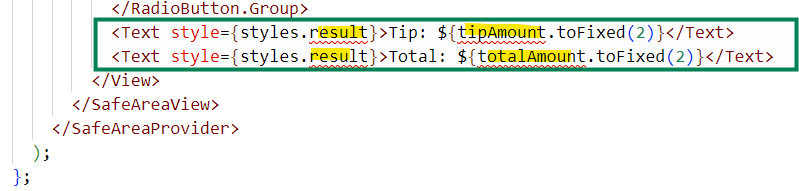 </RadioButton.Group>
<Text style={styles.result}>Tip: ${tipAmount.toFixed(2)}</Text>
<Text style={styles.result}>Total: ${totalAmount.toFixed(2)}</Text>
</View>
</SafeAreaView>
</SafeAreaProvider>
);
};